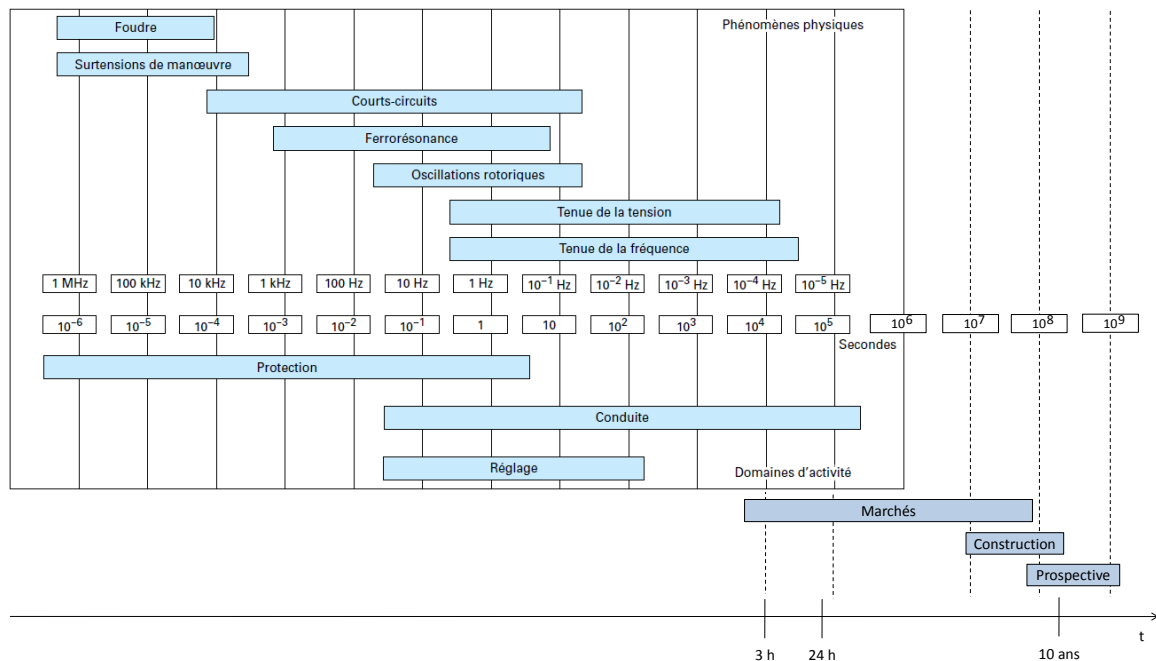 Foudre
Phénomènes physiques
Surtensions de manœuvre
Courts-circuits
Ferrorésonance
Oscillations rotoriques
Tenue de la tension
Tenue de la fréquence
1 MHz 100 kHz 10 kHz 1 kHz 100 Hz 10 Hz 1 Hz 10⁻¹ Hz 10⁻² Hz 10⁻³ Hz 10⁻⁴ Hz 10⁻⁵ Hz
10⁻⁶ 10⁻⁵ 10⁻⁴ 10⁻³ 10⁻² 10⁻¹ 1 10 10² 10³ 10⁴ 10⁵ 10⁶ 10⁷ 10⁸ 10⁹
Secondes
Protection
Conduite
Réglage
Domaines d'activité
Marchés
Construction
Prospective
t
3 h 24 h 10 ans